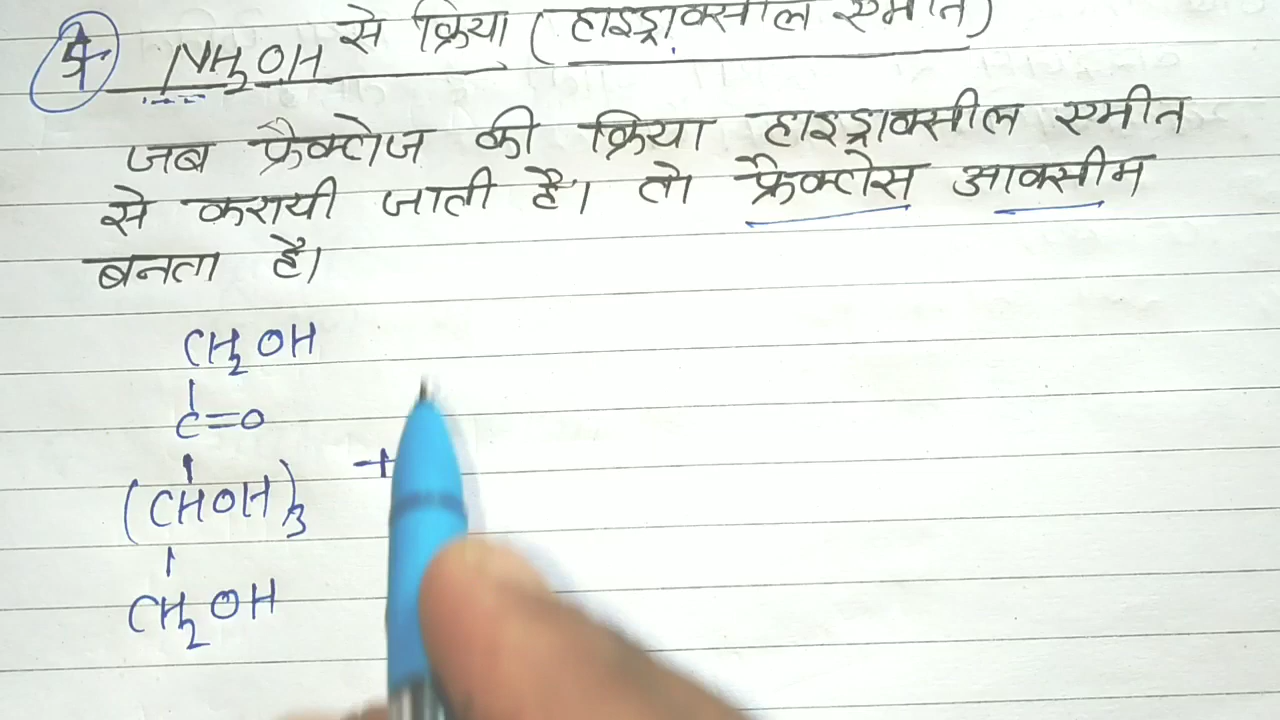 5 NH2OH से क्रिया (हाइड्राक्सील एमीन)
जब फ्रैक्टोज की क्रिया हाइड्राक्सील एमीन
से करायी जाती है। तो फ्रैक्टोस आक्सीम
बनता है।
CH2OH
|
C=O
|
(CHOH)3 +
|
CH2OH